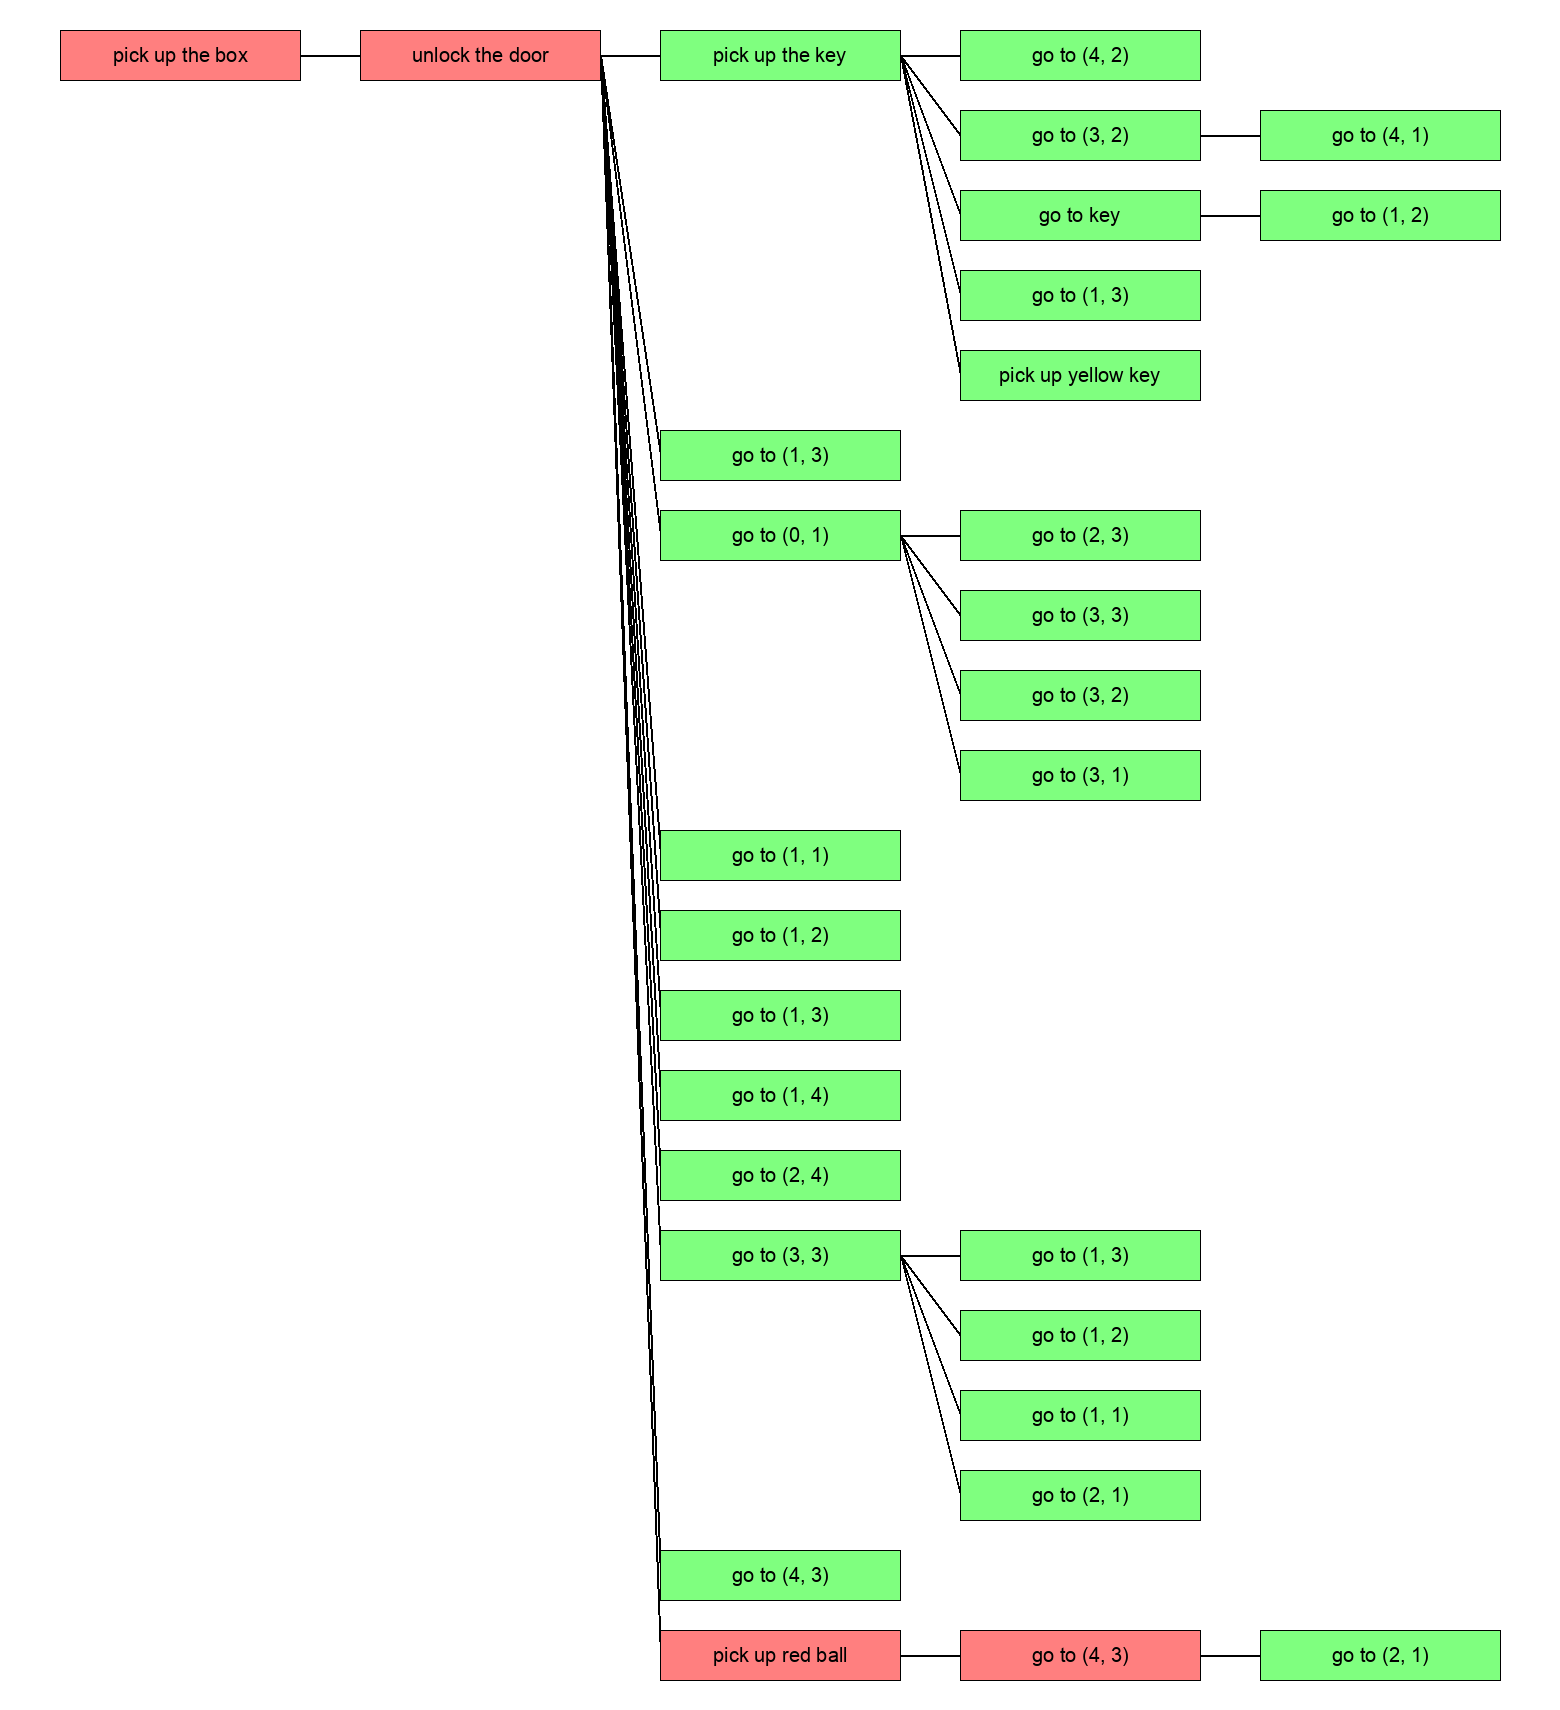 pick up the box
unlock the door
pick up the key
go to (4, 2)
go to (3, 2)
go to (4, 1)
go to key
go to (1, 2)
go to (1, 3)
pick up yellow key
go to (1, 3)
go to (0, 1)
go to (2, 3)
go to (3, 3)
go to (3, 2)
go to (3, 1)
go to (1, 1)
go to (1, 2)
go to (1, 3)
go to (1, 4)
go to (2, 4)
go to (3, 3)
go to (1, 3)
go to (1, 2)
go to (1, 1)
go to (2, 1)
go to (4, 3)
pick up red ball
go to (4, 3)
go to (2, 1)